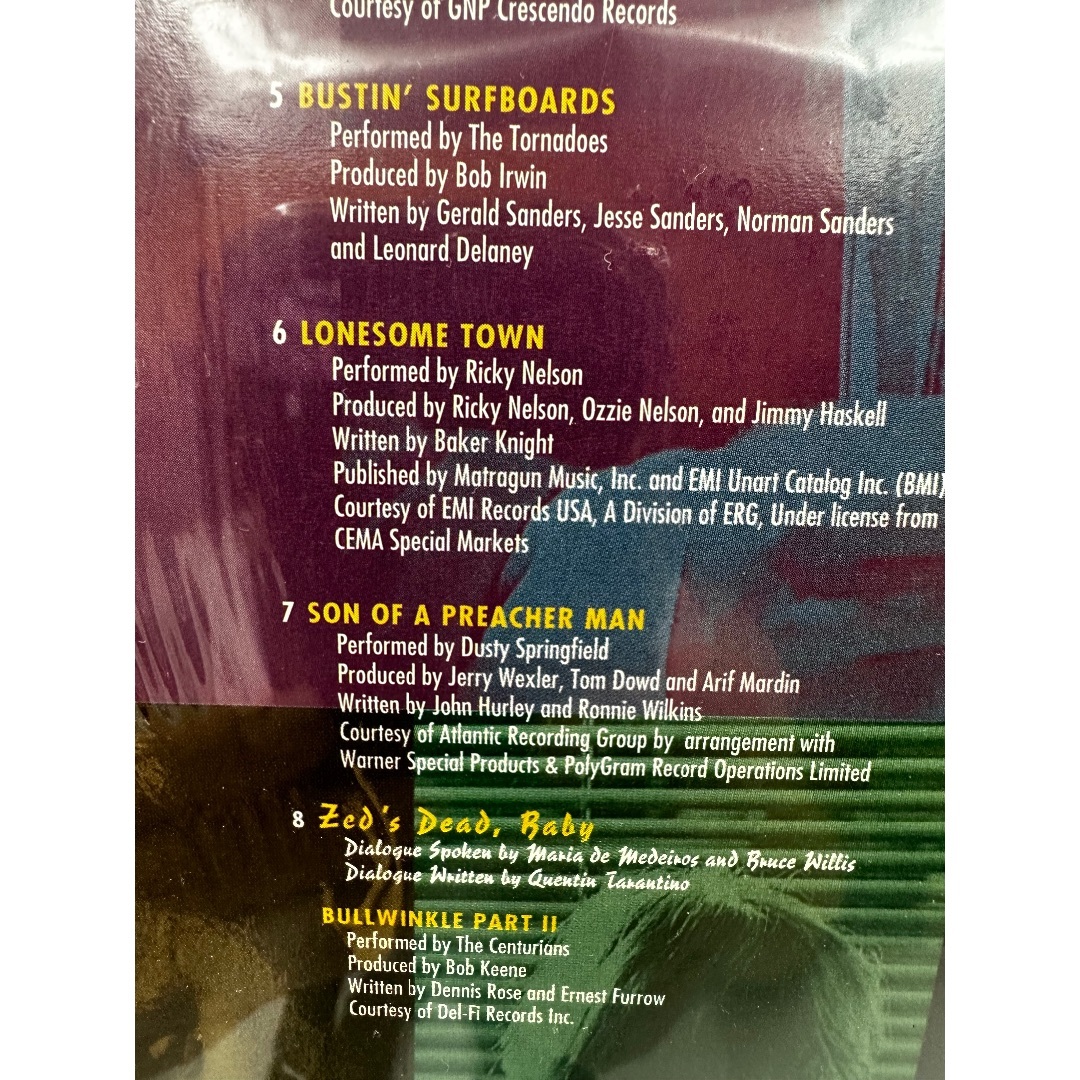 Courtesy of GNP Crescendo Records
5 BUSTIN' SURFBOARDS
Performed by The Tornadoes
Produced by Bob Irwin
Written by Gerald Sanders, Jesse Sanders, Norman Sanders
and Leonard Delaney
6 LONESOME TOWN
Performed by Ricky Nelson
Produced by Ricky Nelson, Ozzie Nelson, and Jimmy Haskell
Written by Baker Knight
Published by Matragun Music, Inc. and EMI Unart Catalog Inc. (BMI)
Courtesy of EMI Records USA, A Division of ERG, Under license from
CEMA Special Markets
7 SON OF A PREACHER MAN
Performed by Dusty Springfield
Produced by Jerry Wexler, Tom Dowd and Arif Mardin
Written by John Hurley and Ronnie Wilkins
Courtesy of Atlantic Recording Group by arrangement with
Warner Special Products & PolyGram Record Operations Limited
8 Zed's Dead, Baby
Dialogue Spoken by Maria de Medeiros and Bruce Willis
Dialogue Written by Quentin Tarantino
BULLWINKLE PART II
Performed by The Centurians
Produced by Bob Keene
Written by Dennis Rose and Ernest Furrow
Courtesy of Del-Fi Records Inc.